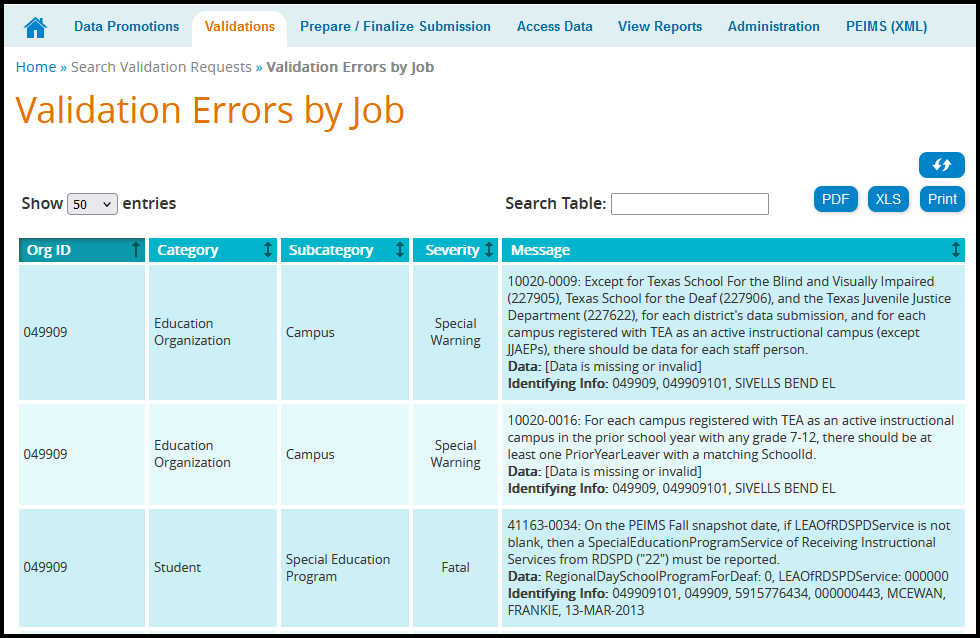 Data Promotions Validations Prepare / Finalize Submission Access Data View Reports Administration PEIMS (XML)
Home » Search Validation Requests » Validation Errors by Job
Validation Errors by Job
Show 50 entries Search Table: PDF XLS Print
Org ID Category Subcategory Severity Message
049909
Education
Organization
Campus
Special
Warning
10020-0009: Except for Texas School For the Blind and Visually Impaired
(227905), Texas School for the Deaf (227906), and the Texas Juvenile Justice
Department (227622), for each district's data submission, and for each
campus registered with TEA as an active instructional campus (except
JJAEPs), there should be data for each staff person.
Data: [Data is missing or invalid]
Identifying Info: 049909, 049909101, SIVELLS BEND EL
049909
Education
Organization
Campus
Special
Warning
10020-0016: For each campus registered with TEA as an active instructional
campus in the prior school year with any grade 7-12, there should be at
least one PriorYearLeaver with a matching SchoolId.
Data: [Data is missing or invalid]
Identifying Info: 049909, 049909101, SIVELLS BEND EL
049909
Student
Special Education
Program
Fatal
41163-0034: On the PEIMS Fall snapshot date, if LEAOfRDSPDService is not
blank, then a SpecialEducationProgramService of Receiving Instructional
Services from RDSPD ("22") must be reported.
Data: RegionalDaySchoolProgramForDeaf: 0, LEAOfRDSPDService: 000000
Identifying Info: 049909101, 049909, 5915776434, 000000443, MCEWAN,
FRANKIE, 13-MAR-2013